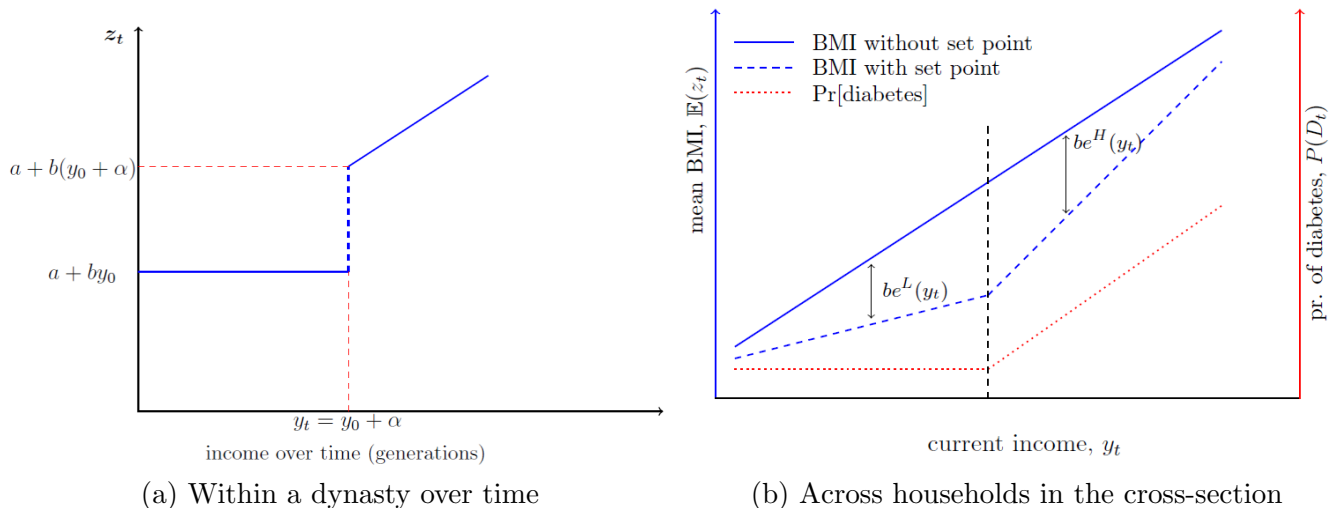 z_t
a + b(y_0 + α)
a + by_0
y_t = y_0 + α
income over time (generations)
(a) Within a dynasty over time
BMI without set point
BMI with set point
Pr[diabetes]
mean BMI, 𝔼(z_t)
be^H(y_t)
be^L(y_t)
pr. of diabetes, P(D_t)
current income, y_t
(b) Across households in the cross-section